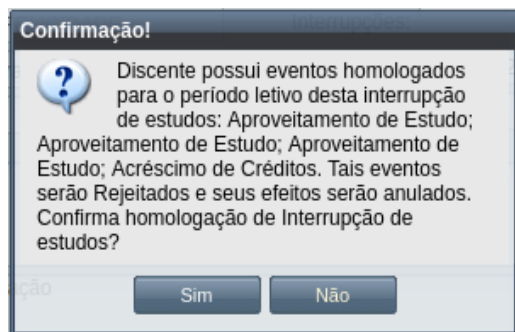 Interrupções:
Confirmação!
Discente possui eventos homologados
para o período letivo desta interrupção
de estudos: Aproveitamento de Estudo;
Aproveitamento de Estudo; Aproveitamento de
Estudo; Acréscimo de Créditos. Tais eventos
serão Rejeitados e seus efeitos serão anulados.
Confirma homologação de Interrupção de
estudos?
Sim
Não